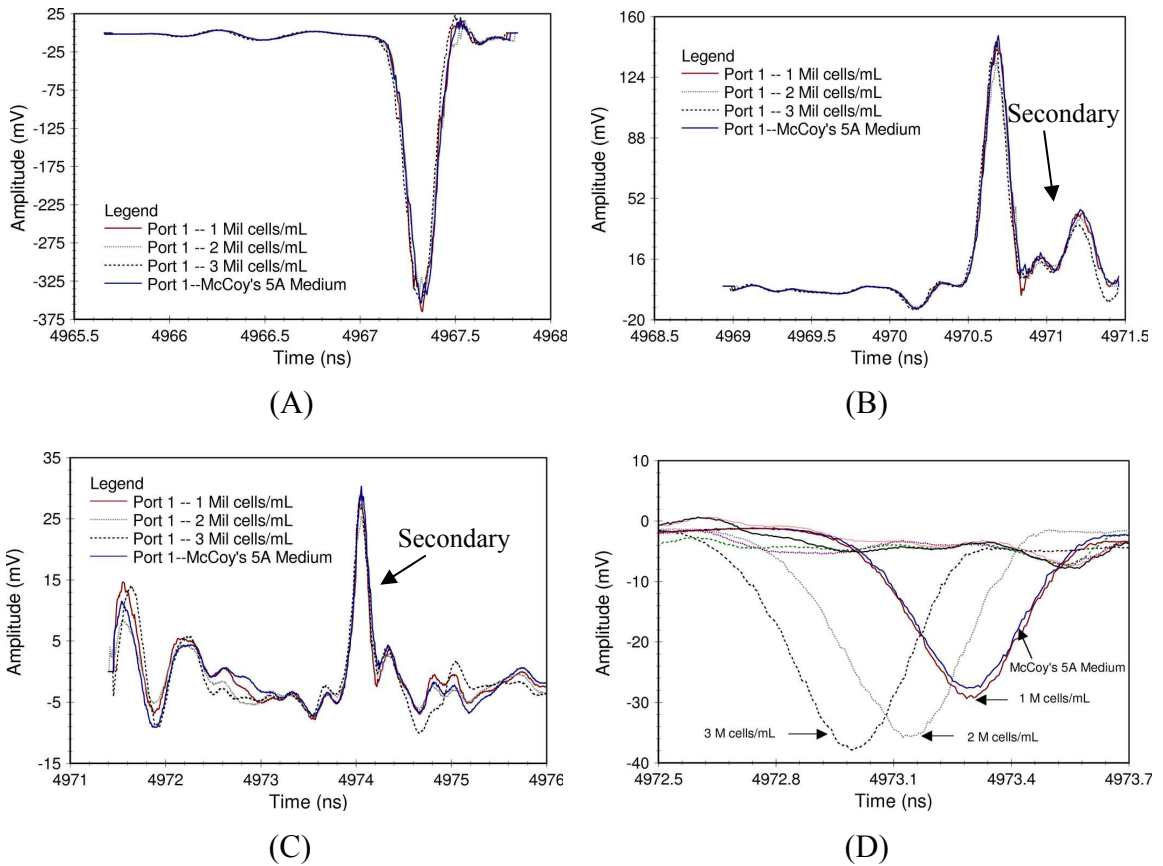 25
-25
-75
-125
-175
-225
-275
-325
-375
Amplitude (mV)
Legend
Port 1 -- 1 Mil cells/mL
Port 1 -- 2 Mil cells/mL
Port 1 -- 3 Mil cells/mL
Port 1--McCoy's 5A Medium
4965.5 4966 4966.5 4967 4967.5 4968
Time (ns)
(A)
160
124
88
52
16
-20
Amplitude (mV)
Legend
Port 1 -- 1 Mil cells/mL
Port 1 -- 2 Mil cells/mL
Port 1 -- 3 Mil cells/mL
Port 1--McCoy's 5A Medium
Secondary
4968.5 4969 4969.5 4970 4970.5 4971 4971.5
Time (ns)
(B)
35
25
15
5
-5
-15
Amplitude (mV)
Legend
Port 1 -- 1 Mil cells/mL
Port 1 -- 2 Mil cells/mL
Port 1 -- 3 Mil cells/mL
Port 1--McCoy's 5A Medium
Secondary
4971 4972 4973 4974 4975 4976
Time (ns)
(C)
10
0
-10
-20
-30
-40
Amplitude (mV)
McCoy's 5A Medium
1 M cells/mL
3 M cells/mL
2 M cells/mL
4972.5 4972.8 4973.1 4973.4 4973.7
Time (ns)
(D)